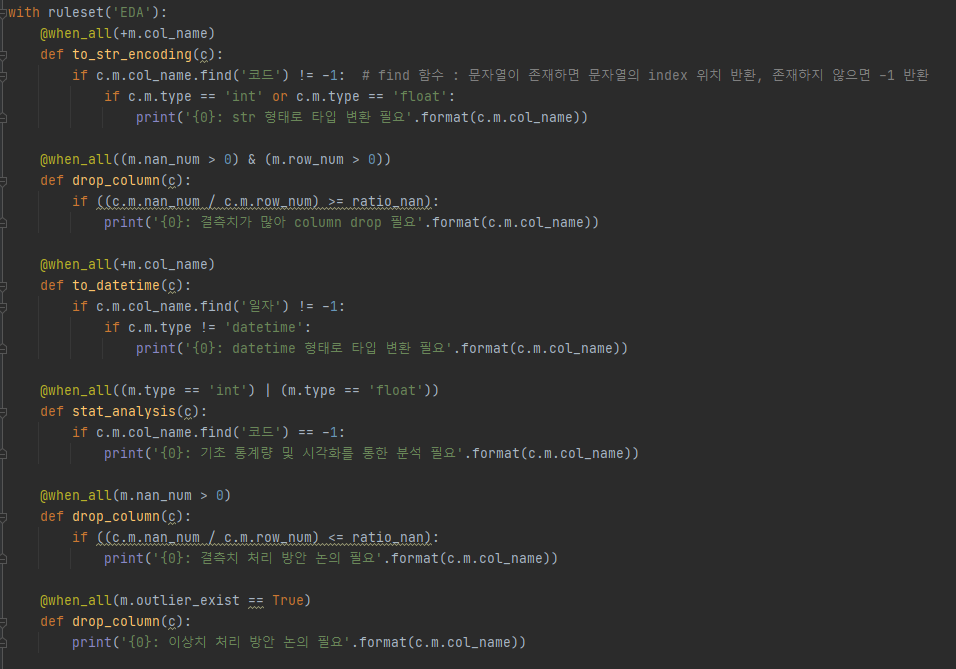 with ruleset('EDA'):
    @when_all(+m.col_name)
    def to_str_encoding(c):
        if c.m.col_name.find('코드') != -1:  # find 함수 : 문자열이 존재하면 문자열의 index 위치 반환, 존재하지 않으면 -1 반환
            if c.m.type == 'int' or c.m.type == 'float':
                print('{0}: str 형태로 타입 변환 필요'.format(c.m.col_name))

    @when_all((m.nan_num > 0) & (m.row_num > 0))
    def drop_column(c):
        if ((c.m.nan_num / c.m.row_num) >= ratio_nan):
            print('{0}: 결측치가 많아 column drop 필요'.format(c.m.col_name))

    @when_all(+m.col_name)
    def to_datetime(c):
        if c.m.col_name.find('일자') != -1:
            if c.m.type != 'datetime':
                print('{0}: datetime 형태로 타입 변환 필요'.format(c.m.col_name))

    @when_all((m.type == 'int') | (m.type == 'float'))
    def stat_analysis(c):
        if c.m.col_name.find('코드') == -1:
            print('{0}: 기초 통계량 및 시각화를 통한 분석 필요'.format(c.m.col_name))

    @when_all(m.nan_num > 0)
    def drop_column(c):
        if ((c.m.nan_num / c.m.row_num) <= ratio_nan):
            print('{0}: 결측치 처리 방안 논의 필요'.format(c.m.col_name))

    @when_all(m.outlier_exist == True)
    def drop_column(c):
        print('{0}: 이상치 처리 방안 논의 필요'.format(c.m.col_name))